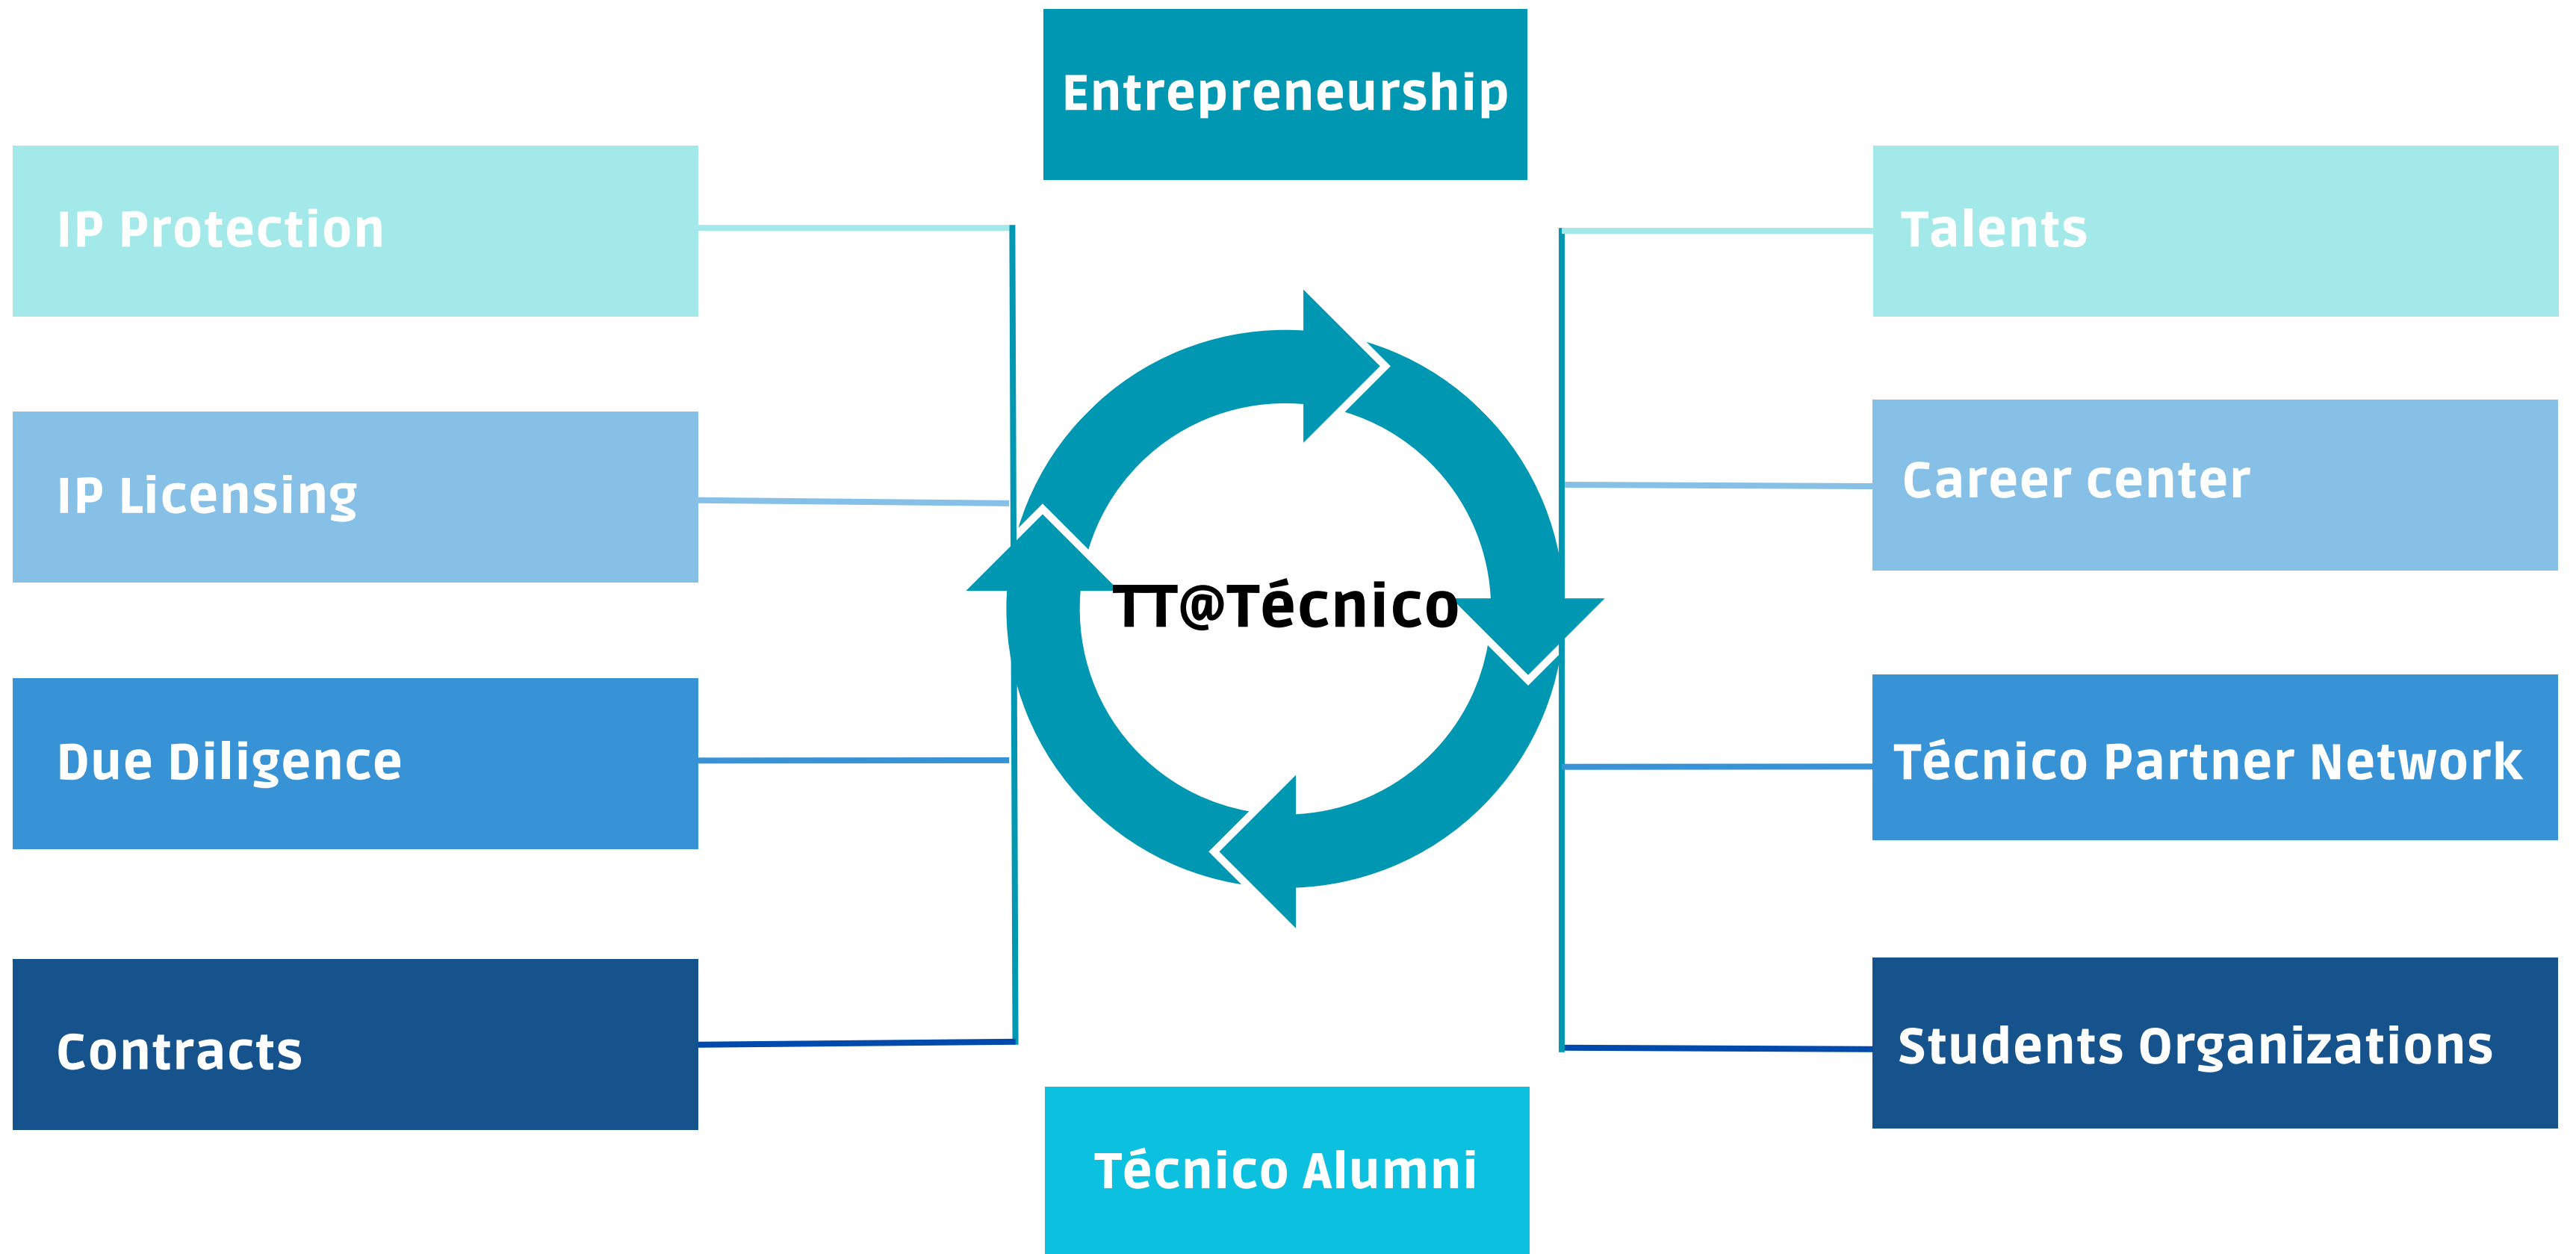 Entrepreneurship
IP Protection
Talents
IP Licensing
Career center
TT@Técnico
Due Diligence
Técnico Partner Network
Contracts
Students Organizations
Técnico Alumni